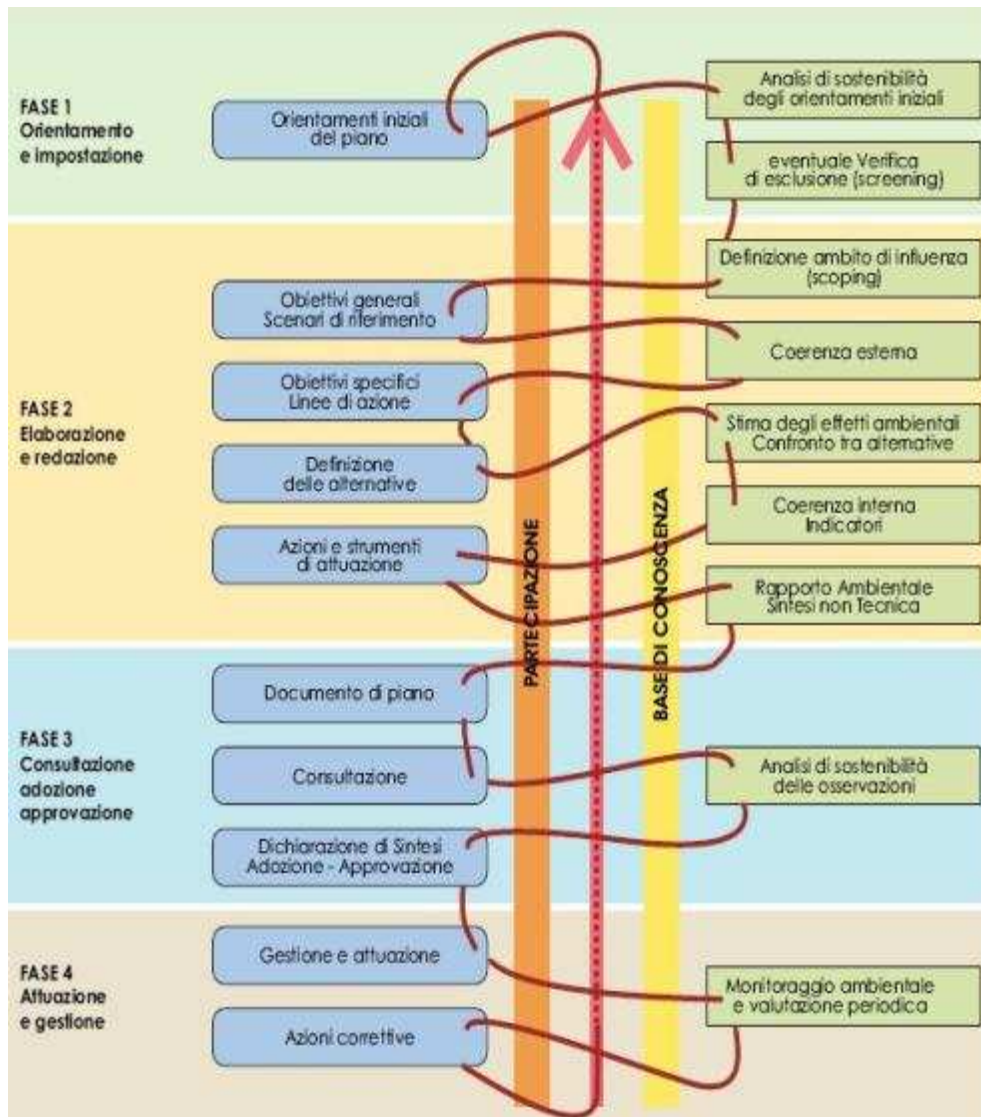 FASE 1
Orientamento
e impostazione
Orientamenti iniziali
del piano
Analisi di sostenibilità
degli orientamenti iniziali
eventuale Verifica
di esclusione (screening)
FASE 2
Elaborazione
e redazione
Definizione ambito di influenza
(scoping)
Obiettivi generali
Scenari di riferimento
Coerenza esterna
Obiettivi specifici
Linee di azione
Stima degli effetti ambientali
Confronto tra alternative
Definizione
delle alternative
Coerenza interna
Indicatori
Azioni e strumenti
di attuazione
Rapporto Ambientale
Sintesi non Tecnica
PARTECIPAZIONE
BASE DI CONOSCENZA
FASE 3
Consultazione
adozione
approvazione
Documento di piano
Consultazione
Analisi di sostenibilità
delle osservazioni
Dichiarazione di Sintesi
Adozione - Approvazione
FASE 4
Attuazione
e gestione
Gestione e attuazione
Monitoraggio ambientale
e valutazione periodica
Azioni correttive